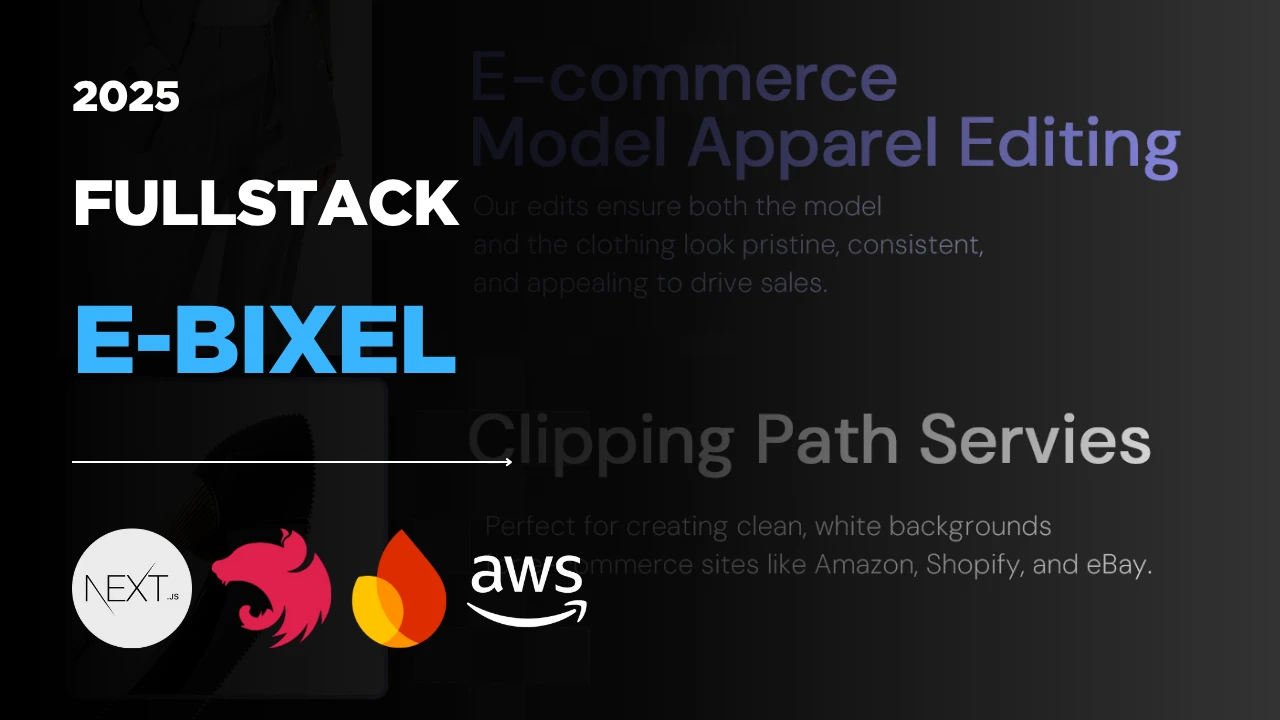 2025
FULLSTACK
E-BIXEL
NEXT.JS
aws
E-commerce
Model Apparel Editing
Our edits ensure both the model
and the clothing look pristine, consistent,
and appealing to drive sales.
Clipping Path Servies
Perfect for creating clean, white backgrounds
commerce sites like Amazon, Shopify, and eBay.